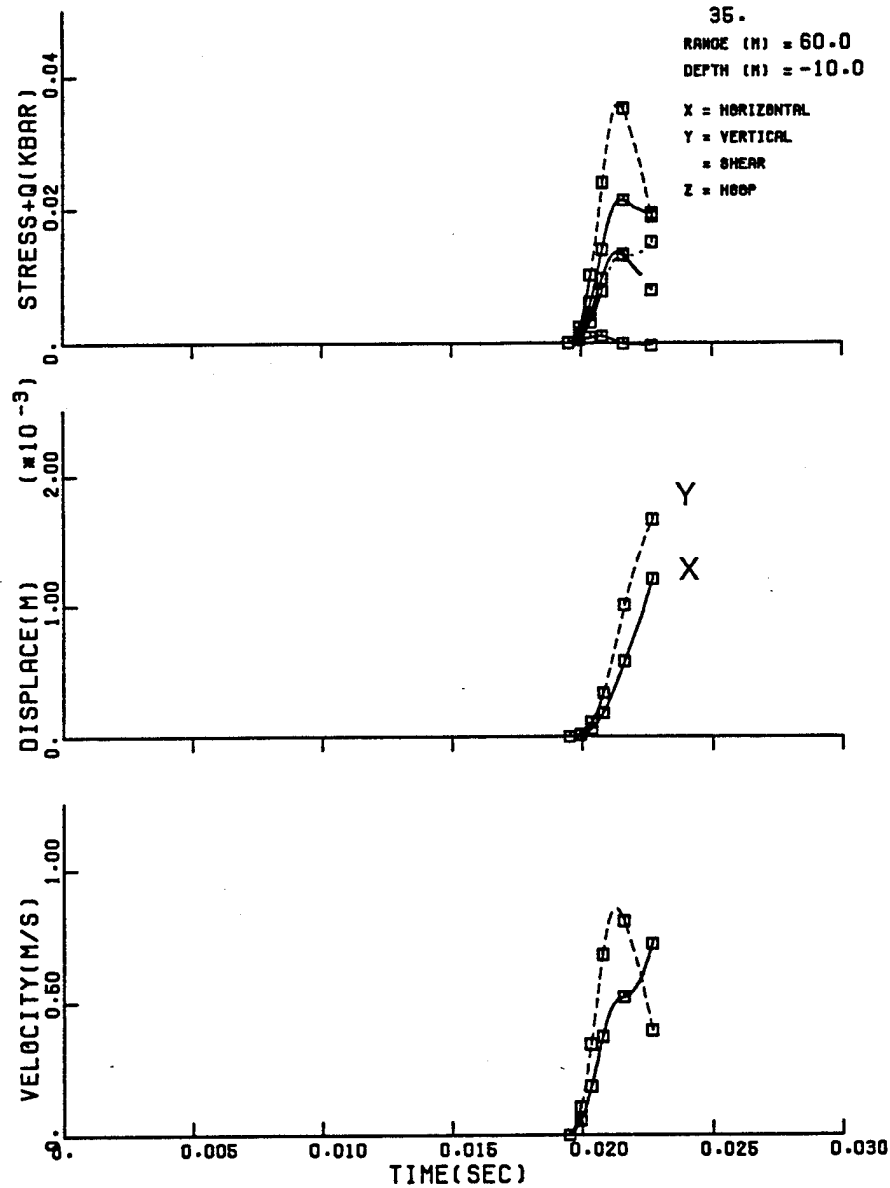 35.
RANGE (M) = 60.0
DEPTH (M) = -10.0
X = HORIZONTAL
Y = VERTICAL
= SHEAR
Z = HOOP
STRESS+Q(KBAR)
0.04
0.02
0.
DISPLACE(M) (*10 -3)
2.00
1.00
0.
Y
X
VELOCITY(M/S)
1.00
0.50
0.
0. 0.005 0.010 0.015 0.020 0.025 0.030
TIME(SEC)